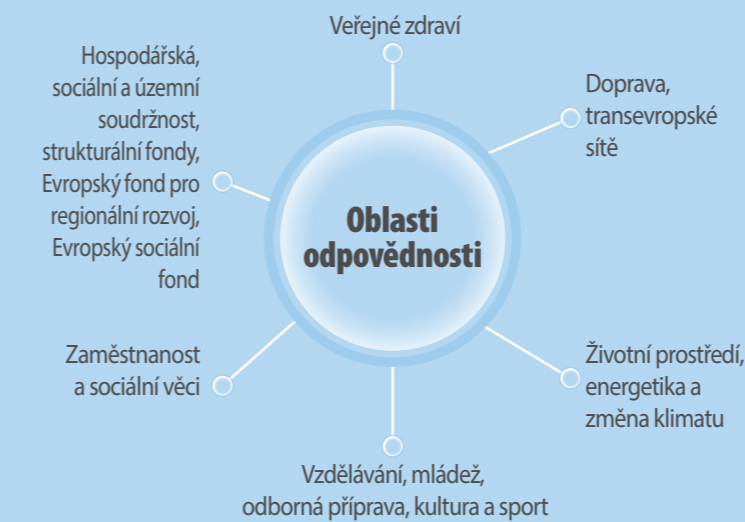 Veřejné zdraví
Hospodářská,
sociální a územní
soudržnost,
strukturální fondy,
Evropský fond pro
regionální rozvoj,
Evropský sociální
fond
Doprava,
transevropské
sítě
Oblasti
odpovědnosti
Zaměstnanost
a sociální věci
Životní prostředí,
energetika a
změna klimatu
Vzdělávání, mládež,
odborná příprava, kultura a sport